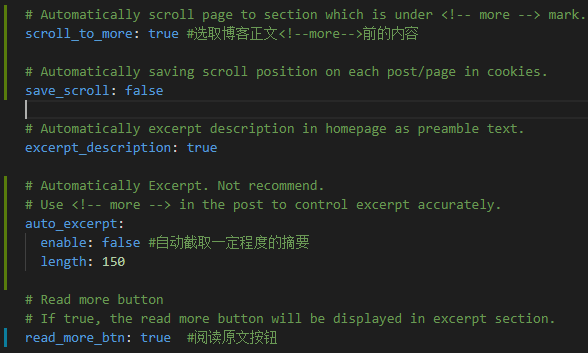 # Automatically scroll page to section which is under <!-- more --> mark.
scroll_to_more: true #选取博客正文<!--more-->前的内容
# Automatically saving scroll position on each post/page in cookies.
save_scroll: false
# Automatically excerpt description in homepage as preamble text.
excerpt_description: true
# Automatically Excerpt. Not recommend.
# Use <!-- more --> in the post to control excerpt accurately.
auto_excerpt:
  enable: false #自动截取一定程度的摘要
  length: 150
# Read more button
# If true, the read more button will be displayed in excerpt section.
read_more_btn: true  #阅读原文按钮